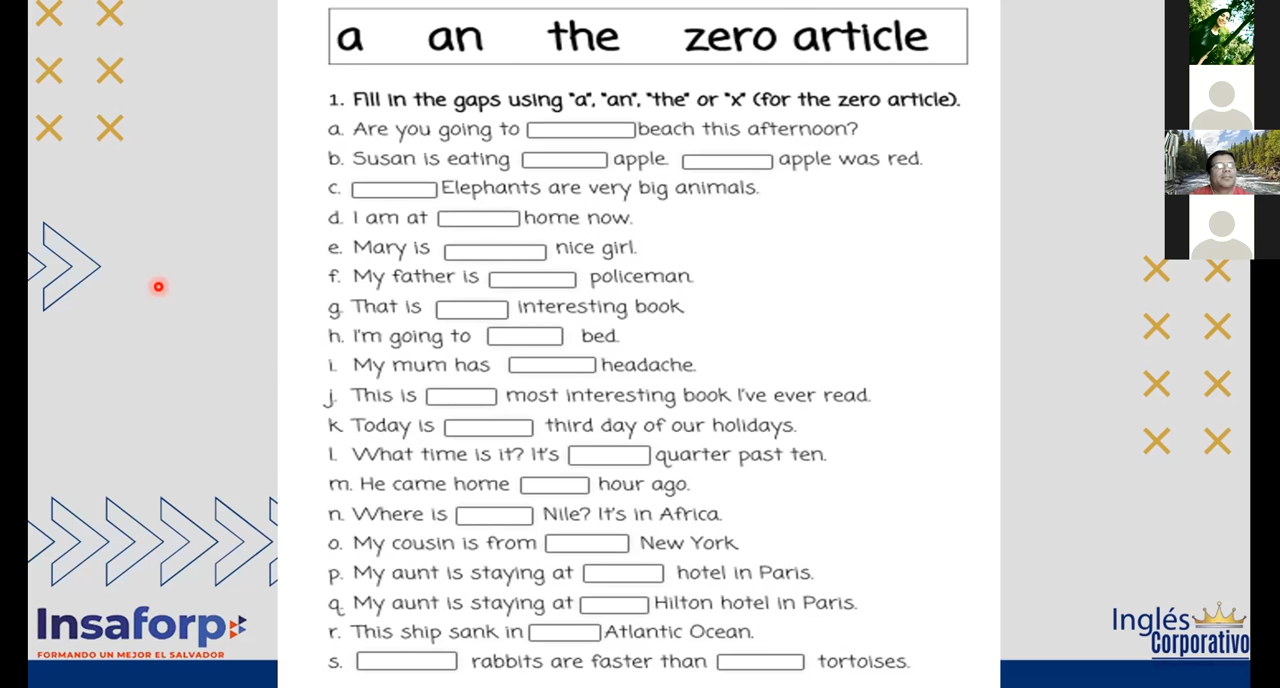 a an the zero article
1. Fill in the gaps using "a", "an", "the" or "x" (for the zero article).
a. Are you going to beach this afternoon?
b. Susan is eating apple. apple was red.
c. Elephants are very big animals.
d. I am at home now.
e. Mary is nice girl.
f. My father is policeman.
g. That is interesting book
h. I'm going to bed.
i. My mum has headache.
j. This is most interesting book I've ever read.
k Today is third day of our holidays.
l. What time is it? It's quarter past ten.
m. He came home hour ago.
n. Where is Nile? It's in Africa.
o. My cousin is from New York.
p. My aunt is staying at hotel in Paris.
q. My aunt is staying at Hilton hotel in Paris.
r. This ship sank in Atlantic Ocean.
s. rabbits are faster than tortoises.
Insaforp
FORMANDO UN MEJOR EL SALVADOR
Inglés
Corporativo